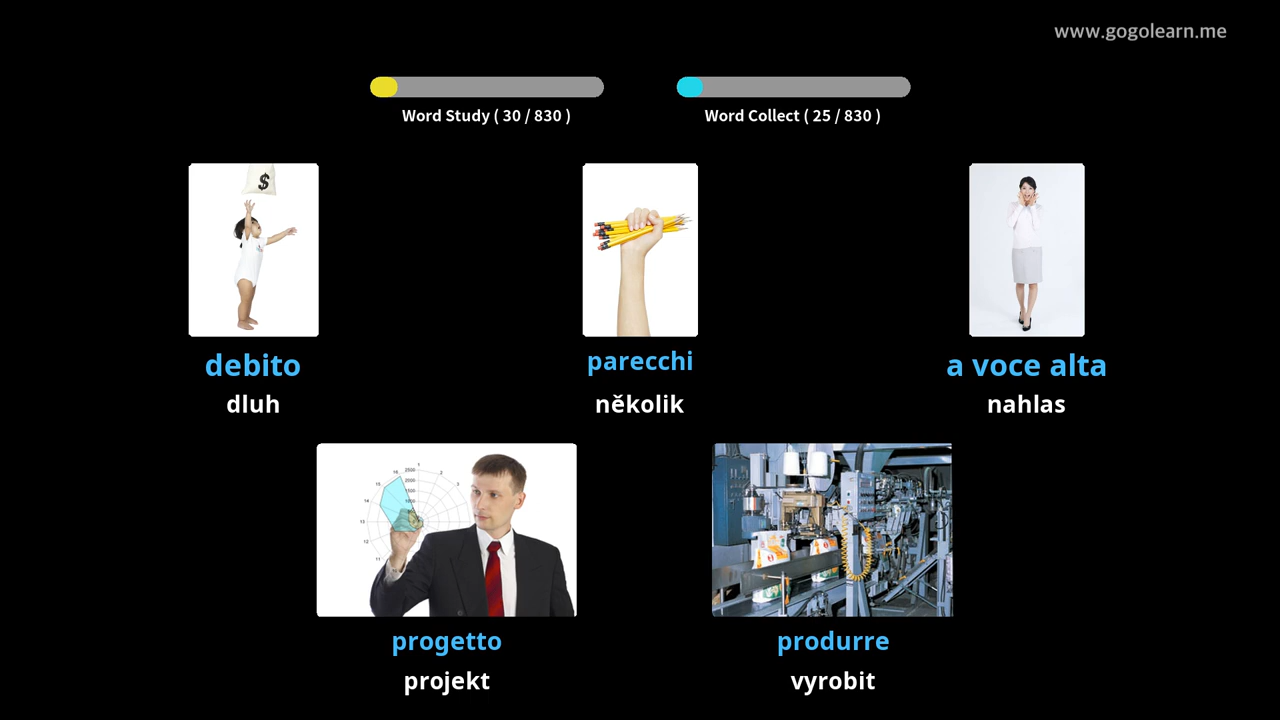 www.gogolearn.me
Word Study ( 30 / 830 )
Word Collect ( 25 / 830 )
$
debito
parecchi
a voce alta
dluh
několik
nahlas
progetto
produrre
projekt
vyrobit